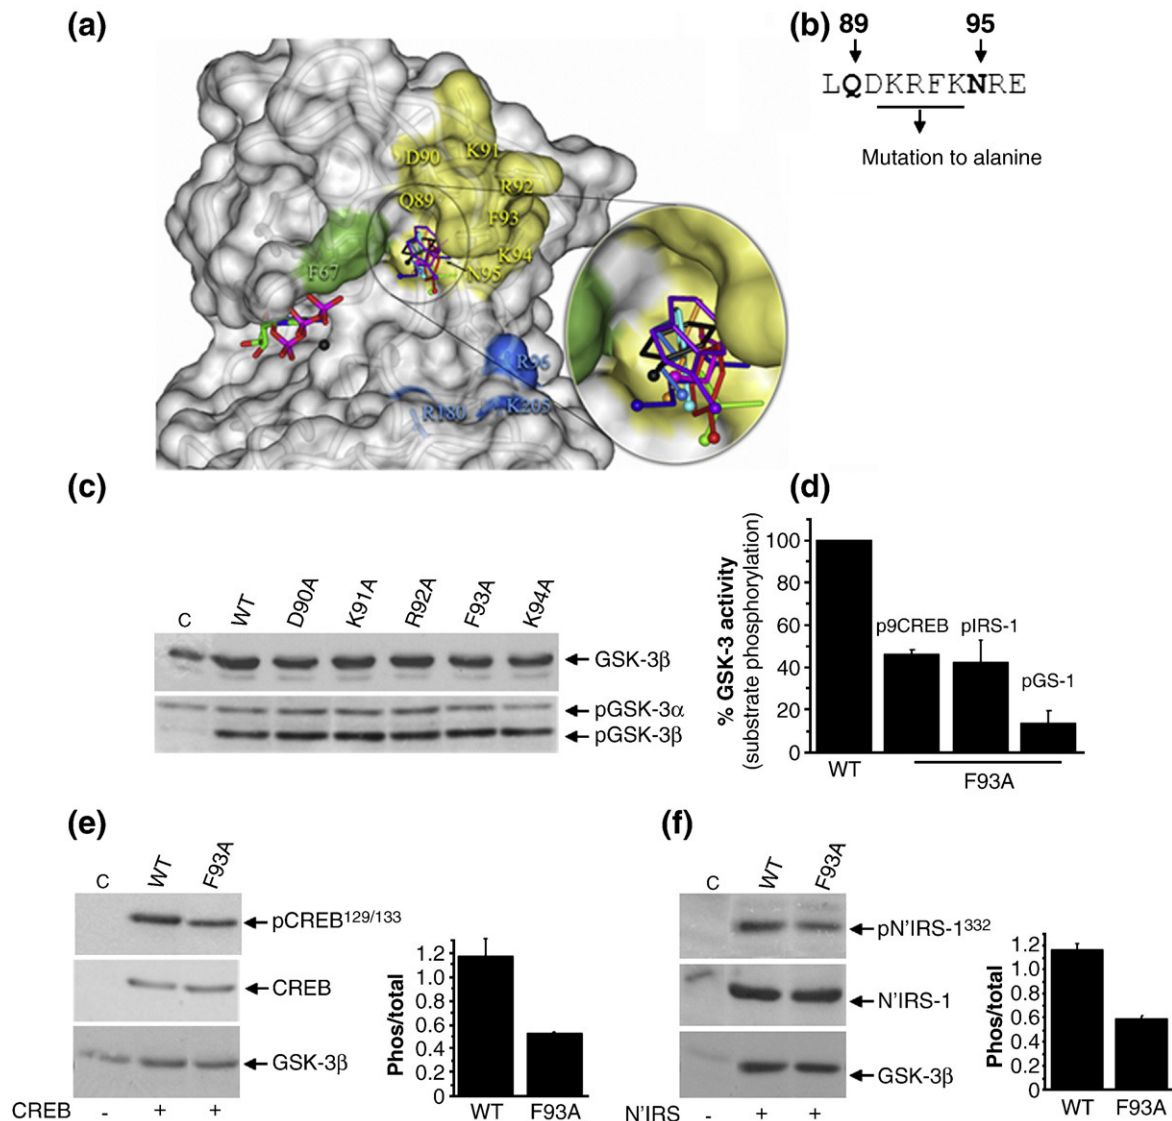 (a)
D90
K91
R92
Q89
F93
F67
K94
N95
R96
R180
K205
(b)
89 95
LQDKRFKNRE
Mutation to alanine
(c)
C WT D90A K91A R92A F93A K94A
GSK-3β
pGSK-3α
pGSK-3β
(d)
% GSK-3 activity
(substrate phosphorylation)
100
80
60
40
20
0
p9CREB
pIRS-1
pGS-1
WT
F93A
(e)
C WT F93A
pCREB129/133
CREB
GSK-3β
CREB - + +
Phos/total
1.2
1.0
0.8
0.6
0.4
0.2
0
WT F93A
(f)
C WT F93A
pN'IRS-1332
N'IRS-1
GSK-3β
N'IRS - + +
Phos/total
1.2
1.0
0.8
0.6
0.4
0.2
0
WT F93A